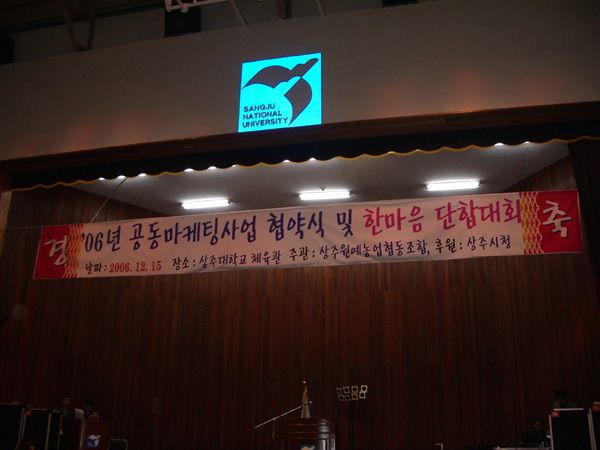 SANGJU
NATIONAL
UNIVERSITY
경 '06년 공동마케팅사업 협약식 및 한마음 단합대회 축
날짜 : 2006. 12. 15 장소 : 상주대학교 체육관 주관 : 상주원예농업협동조합, 후원 : 상주시청